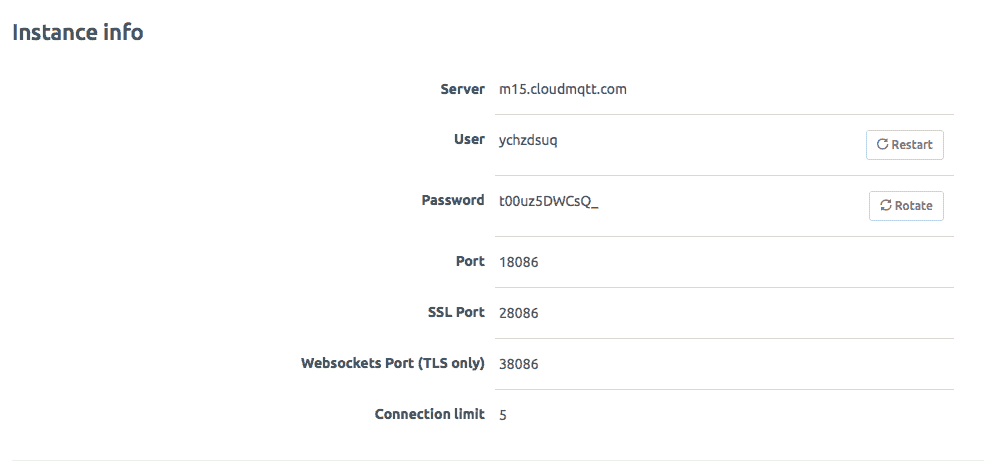 Instance info
Server m15.cloudmqtt.com
User ychzdsuq Restart
Password t00uz5DWCsQ_ Rotate
Port 18086
SSL Port 28086
Websockets Port (TLS only) 38086
Connection limit 5